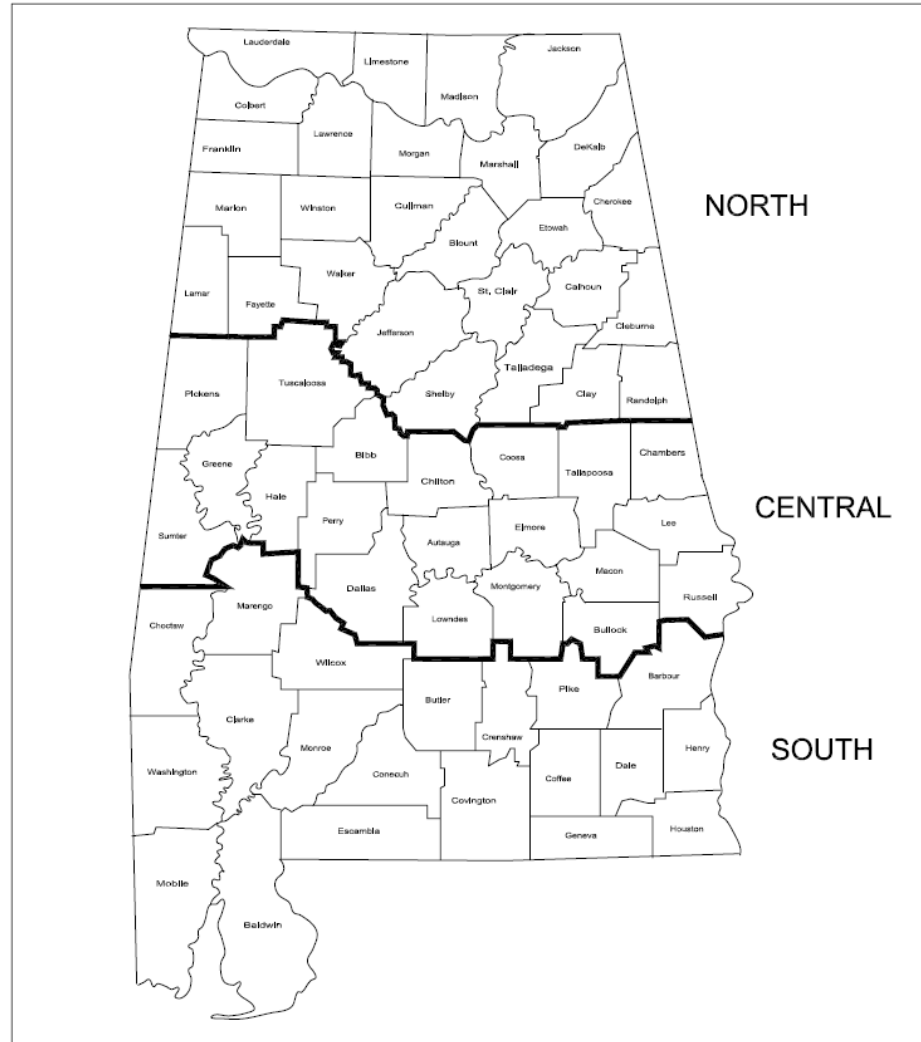 Lauderdale
Limestone
Madison
Jackson
Colbert
Lawrence
Franklin
Morgan
Marshall
DeKalb
Marion
Winston
Cullman
Cherokee
NORTH
Blount
Etowah
Walker
St. Clair
Calhoun
Lamar
Fayette
Jefferson
Cleburne
Talladega
Tuscaloosa
Pickens
Shelby
Clay
Randolph
Bibb
Greene
Chilton
Coosa
Tallapoosa
Chambers
Hale
CENTRAL
Perry
Elmore
Lee
Sumter
Autauga
Macon
Dallas
Montgomery
Russell
Marengo
Lowndes
Choctaw
Bullock
Wilcox
Pike
Barbour
Butler
Clarke
Crenshaw
Monroe
SOUTH
Henry
Washington
Conecuh
Coffee
Dale
Covington
Escambia
Geneva
Houston
Mobile
Baldwin